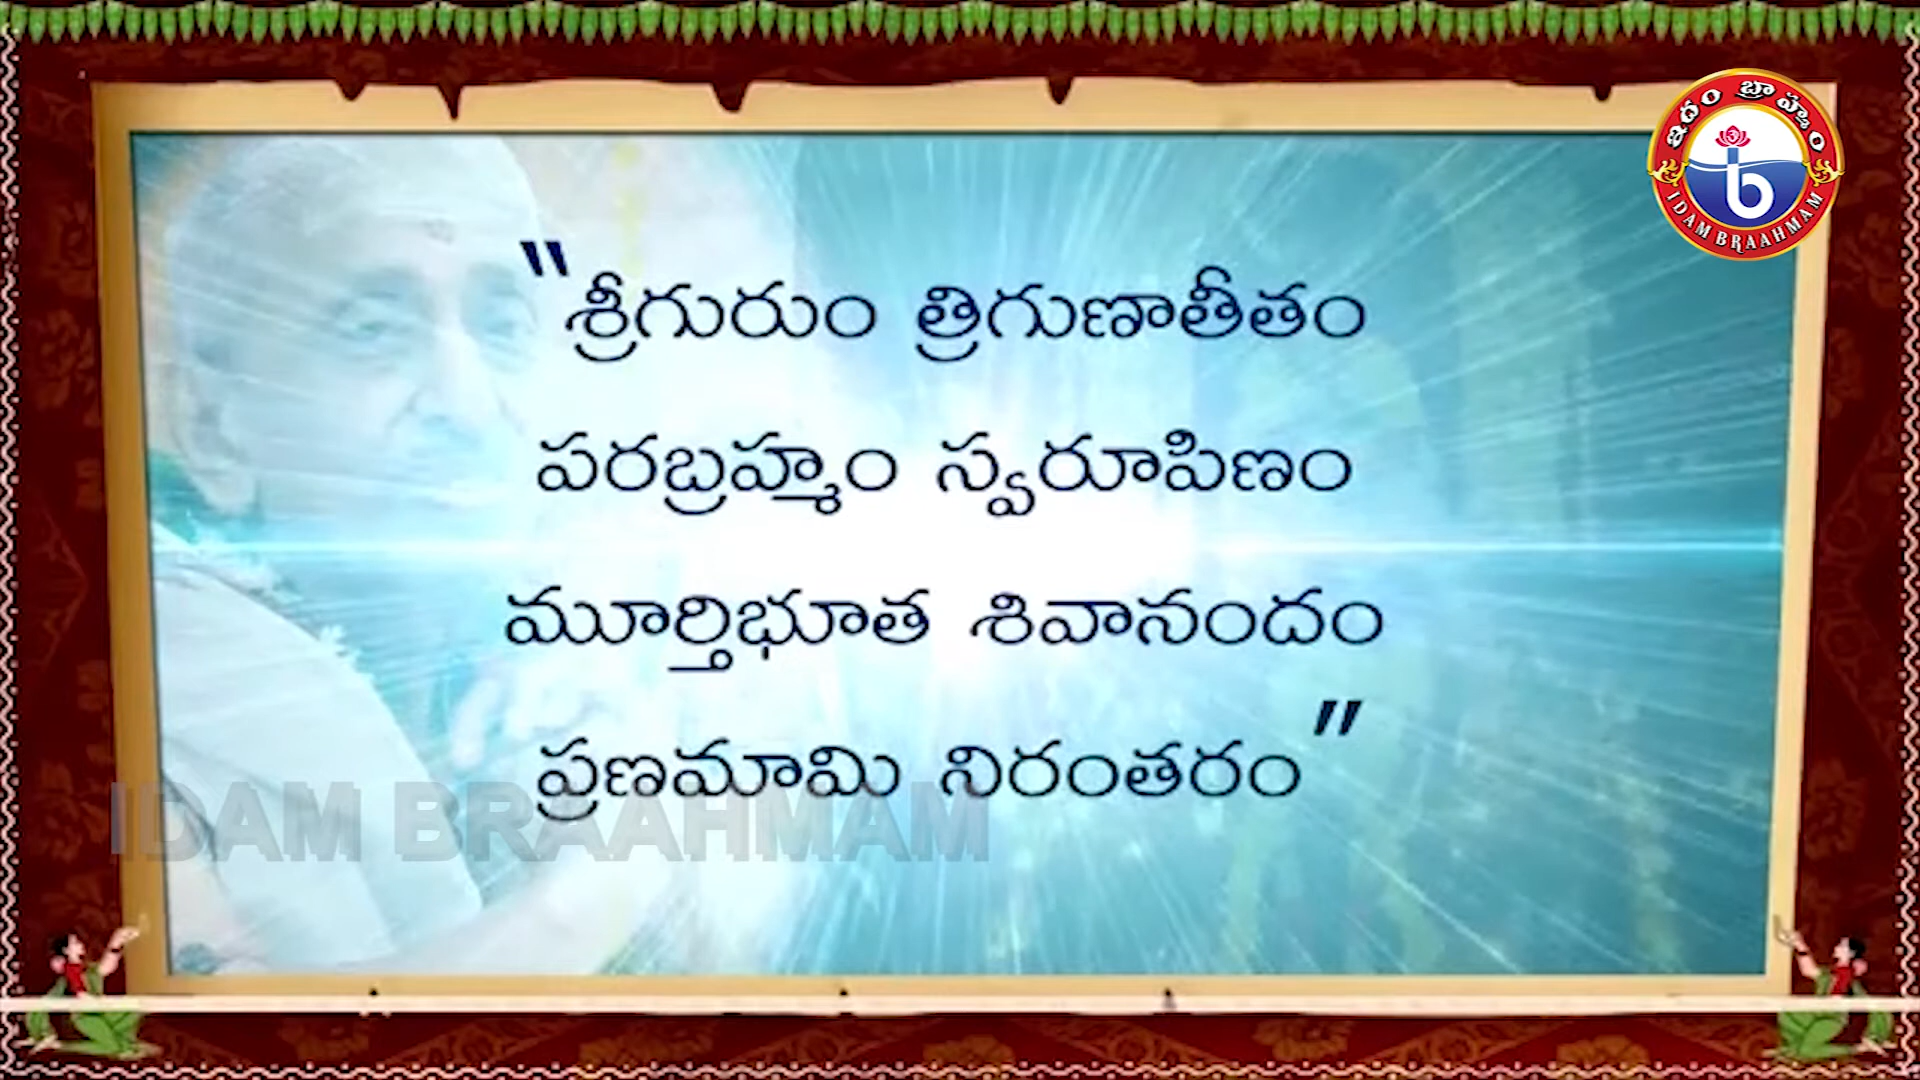 ఇదం బ్రాహ్మం
IDAM BRAAHMAM
"శ్రీగురుం త్రిగుణాతీతం
పరబ్రహ్మం స్వరూపిణం
మూర్తిభూత శివానందం
ప్రణమామి నిరంతరం"
IDAM BRAAHMAM